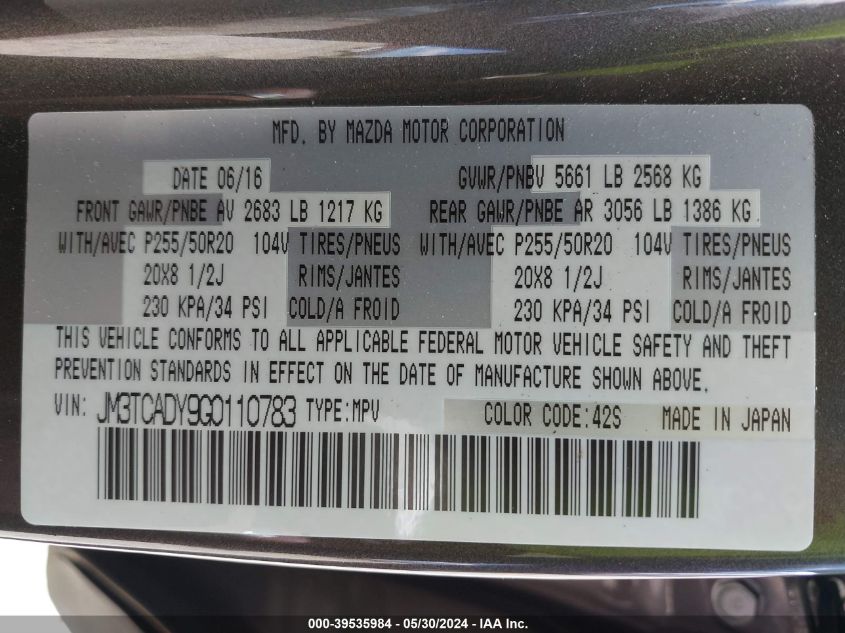 MFD. BY MAZDA MOTOR CORPORATION
DATE 06/16 GVWR/PNBV 5661 LB 2568 KG
FRONT GAWR/PNBE AV 2683 LB 1217 KG REAR GAWR/PNBE AR 3056 LB 1386 KG
WITH/AVEC P255/50R20 104V TIRES/PNEUS WITH/AVEC P255/50R20 104V TIRES/PNEUS
20X8 1/2J RIMS/JANTES 20X8 1/2J RIMS/JANTES
230 KPA/34 PSI COLD/A FROID 230 KPA/34 PSI COLD/A FROID
THIS VEHICLE CONFORMS TO ALL APPLICABLE FEDERAL MOTOR VEHICLE SAFETY AND THEFT
PREVENTION STANDARDS IN EFFECT ON THE DATE OF MANUFACTURE SHOWN ABOVE.
VIN: JM3TCADY9G0110783 TYPE:MPV COLOR CODE:42S MADE IN JAPAN
000-39535984 - 05/30/2024 - IAA Inc.